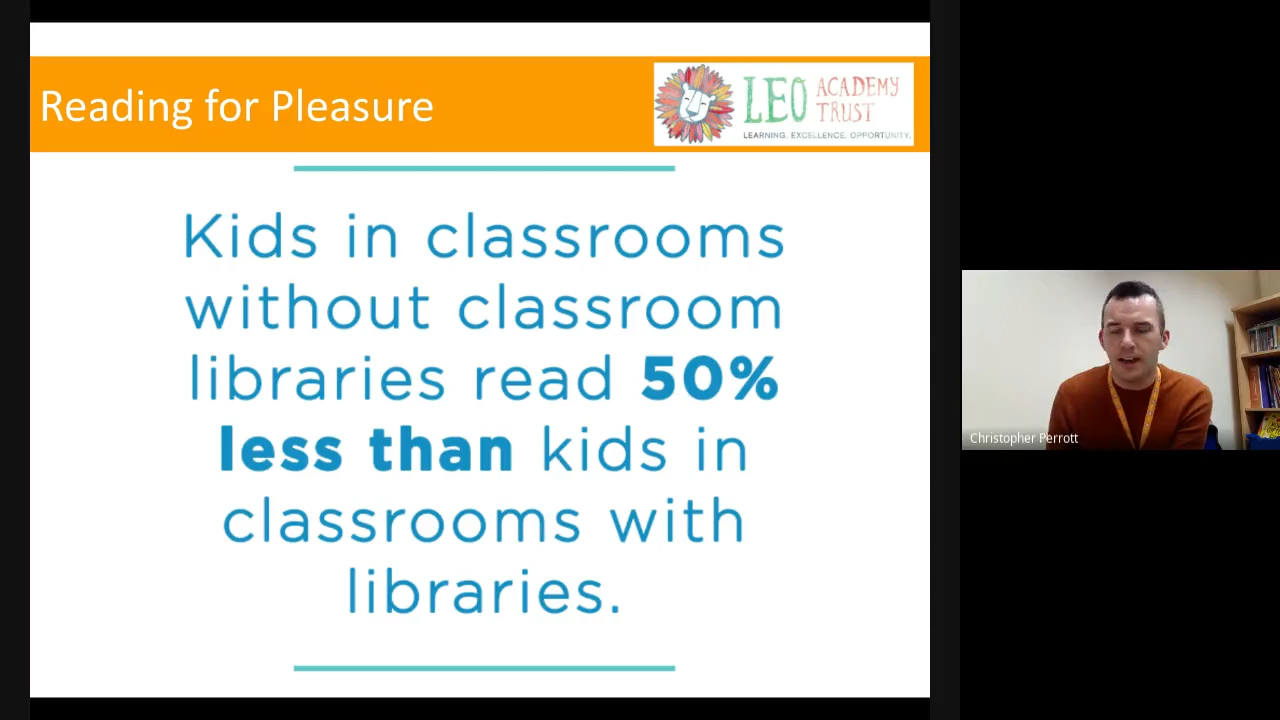 Reading for Pleasure
LEO ACADEMY
TRUST
LEARNING. EXCELLENCE. OPPORTUNITY.
Kids in classrooms
without classroom
libraries read 50%
less than kids in
classrooms with
libraries.
Christopher Perrott